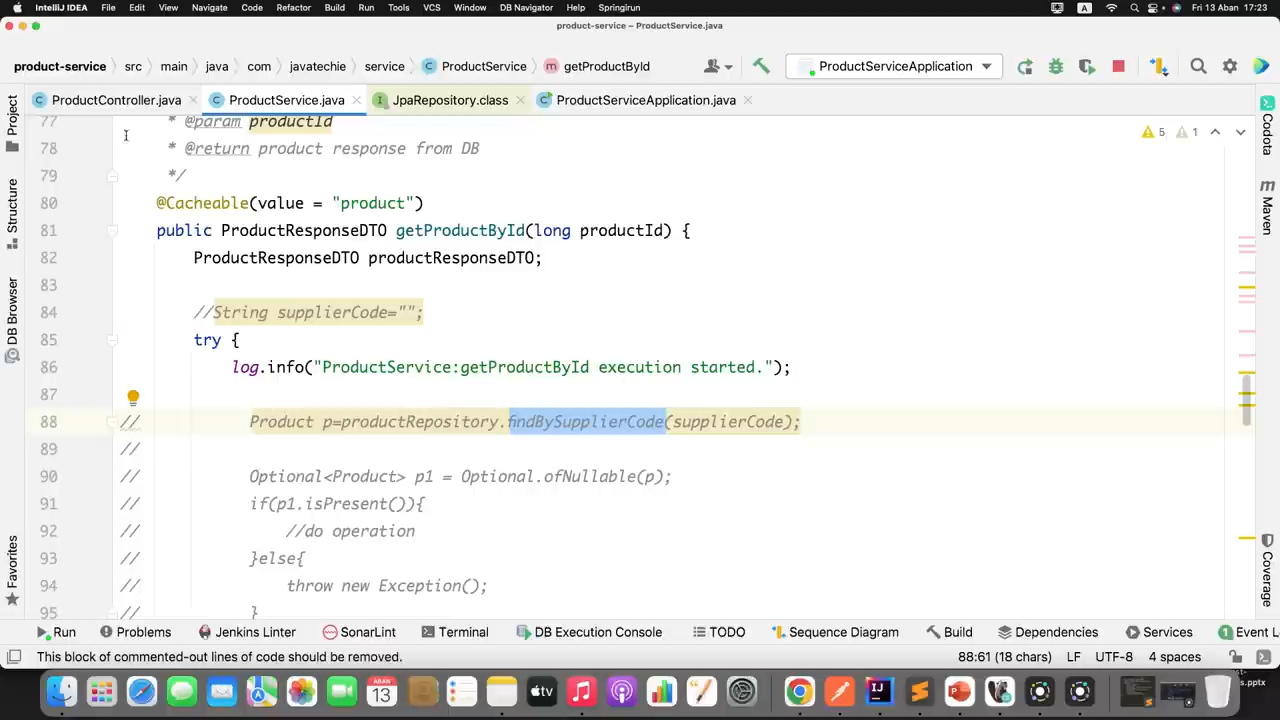 IntelliJ IDEA File Edit View Navigate Code Refactor Build Run Tools VCS Window DB Navigator Help Springirun A Fri 13 Aban 17:23
product-service – ProductService.java
product-service src main java com javatechie service ProductService getProductById ProductServiceApplication
ProductController.java ProductService.java JpaRepository.class ProductServiceApplication.java
Project
Structure
DB Browser
Favorites
77 * @param productId
78 * @return product response from DB
79 */
80 @Cacheable(value = "product")
81 public ProductResponseDTO getProductById(long productId) {
82 ProductResponseDTO productResponseDTO;
83
84 //String supplierCode="";
85 try {
86 log.info("ProductService:getProductById execution started.");
87
88 // Product p=productRepository.findBySupplierCode(supplierCode);
89 //
90 // Optional<Product> p1 = Optional.ofNullable(p);
91 // if(p1.isPresent()){
92 // //do operation
93 // }else{
94 // throw new Exception();
95 // }
5 1
Codota
Maven
Coverage
Run Problems Jenkins Linter SonarLint Terminal DB Execution Console TODO Sequence Diagram Build Dependencies Services 1 Event L
This block of commented-out lines of code should be removed. 88:61 (18 chars) LF UTF-8 4 spaces
ABAN
13
tv
s.pptx